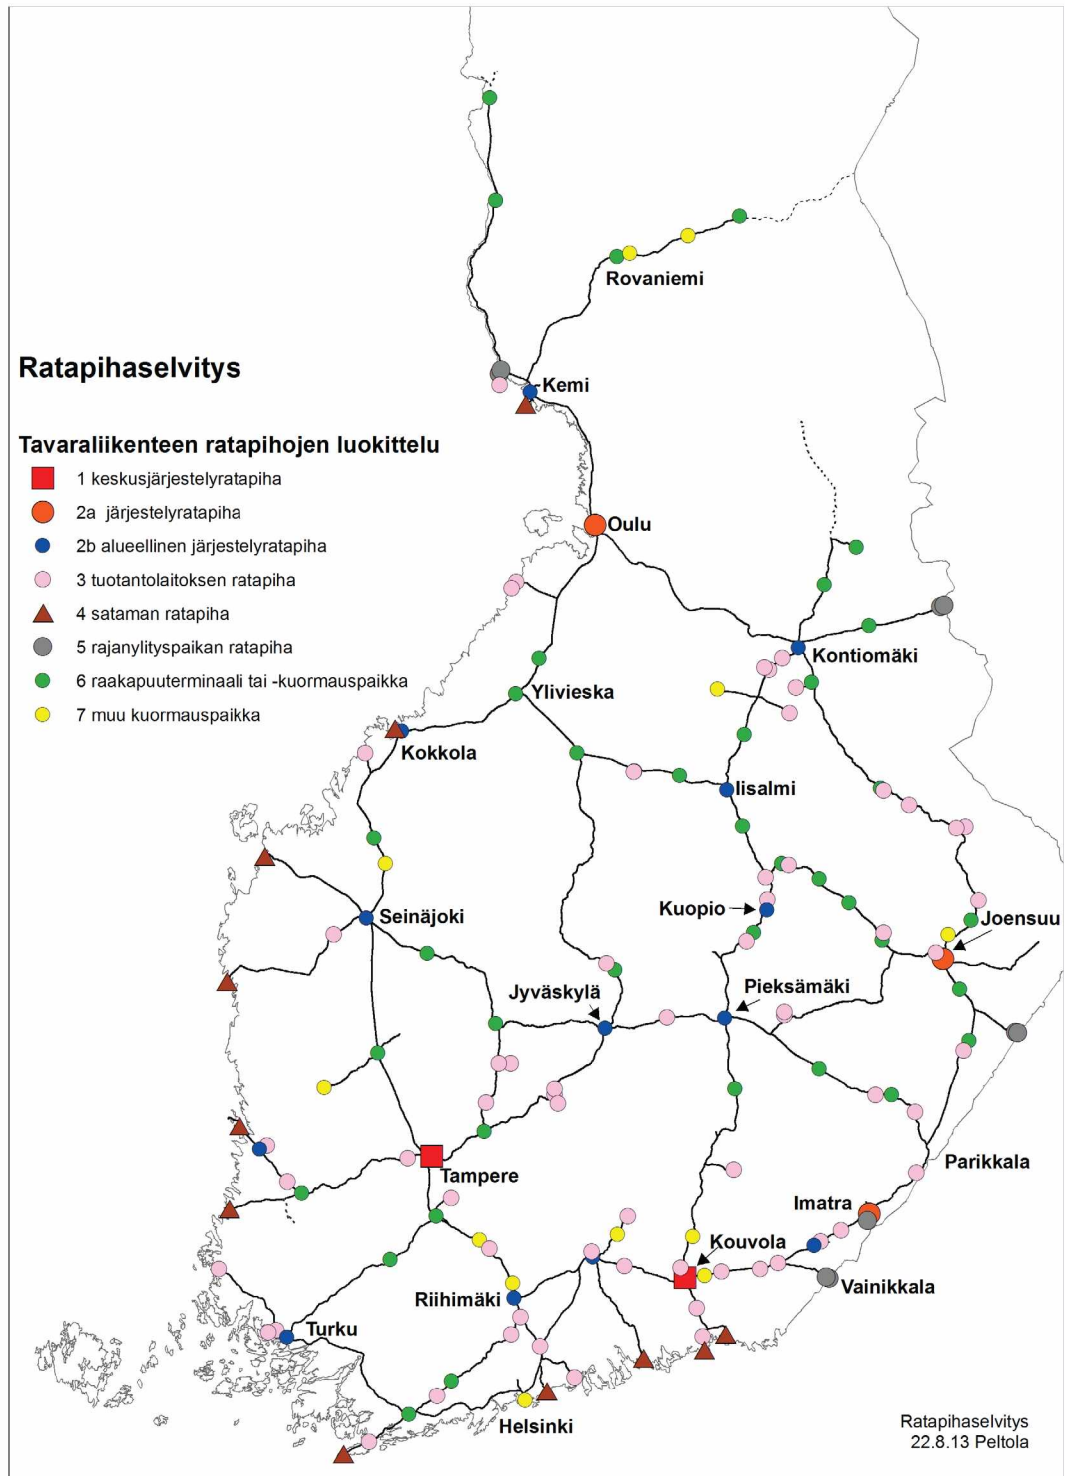 Rovaniemi
Ratapihaselvitys
Kemi
Tavaraliikenteen ratapihojen luokittelu
1 keskusjärjestelyratapiha
2a järjestelyratapiha
2b alueellinen järjestelyratapiha
3 tuotantolaitoksen ratapiha
4 sataman ratapiha
5 rajanylityspaikan ratapiha
6 raakapuuterminaali tai -kuormauspaikka
7 muu kuormauspaikka
Oulu
Kontiomäki
Ylivieska
Kokkola
Iisalmi
Kuopio
Seinäjoki
Joensuu
Jyväskylä
Pieksämäki
Tampere
Parikkala
Imatra
Kouvola
Vainikkala
Riihimäki
Turku
Helsinki
Ratapihaselvitys
22.8.13 Peltola